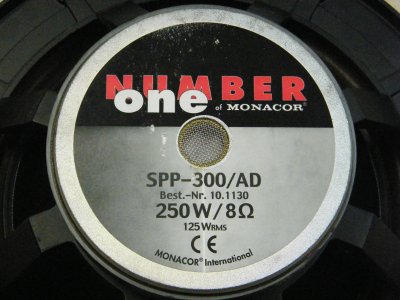 NUMBER
one of MONACOR®
SPP-300/AD
Best.-Nr. 10.1130
250W/8Ω
125WRMS
CE
MONACOR® International